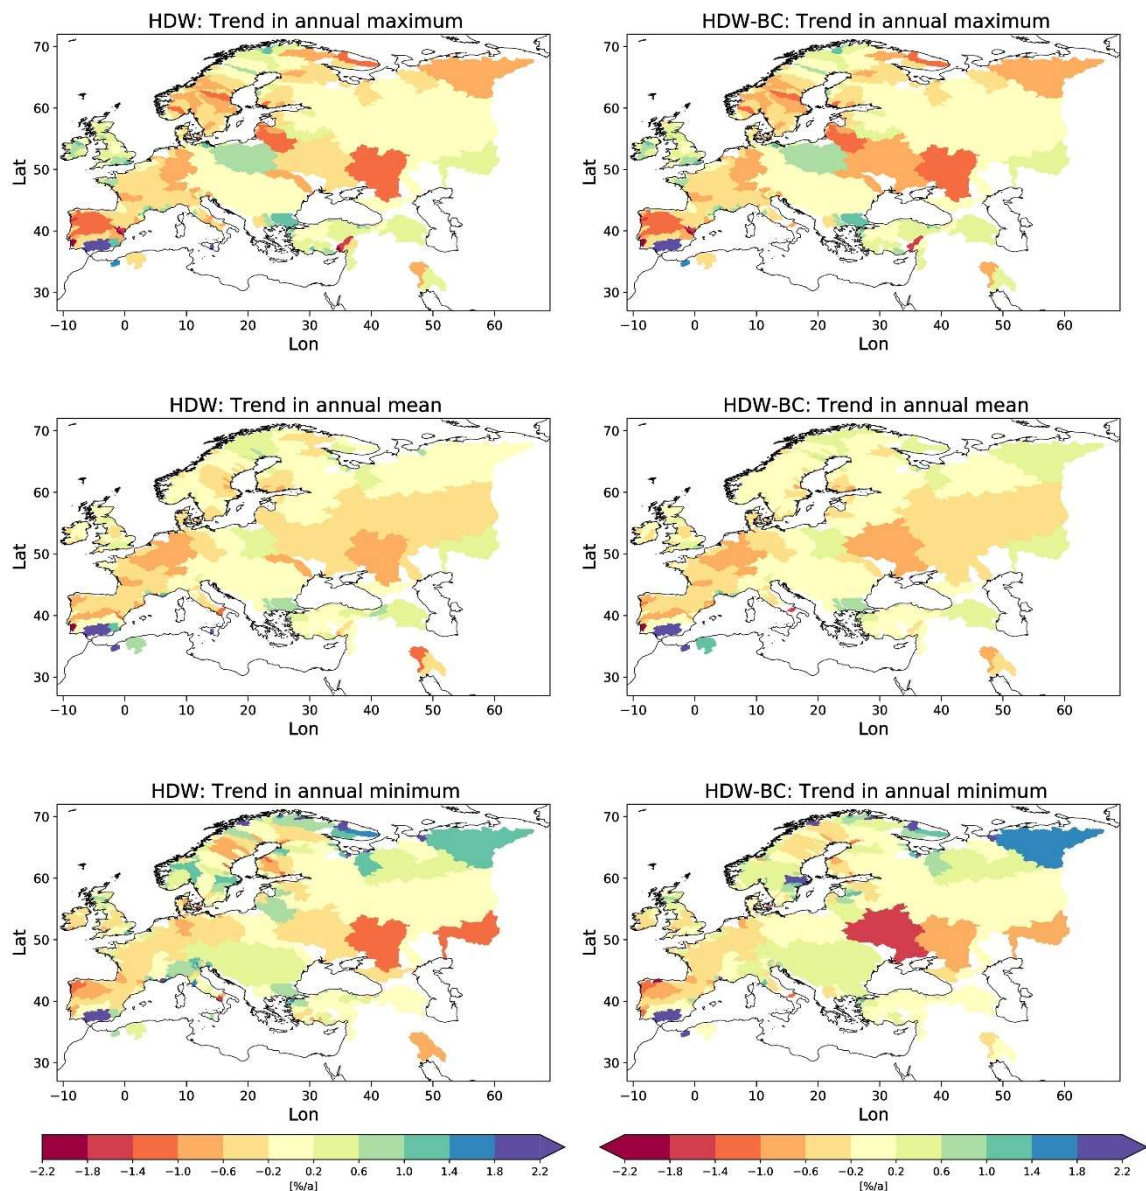 HDW: Trend in annual maximum
HDW-BC: Trend in annual maximum
70
60
50
40
30
Lat
−10 0 10 20 30 40 50 60
Lon
70
60
50
40
30
Lat
−10 0 10 20 30 40 50 60
Lon
HDW: Trend in annual mean
HDW-BC: Trend in annual mean
70
60
50
40
30
Lat
−10 0 10 20 30 40 50 60
Lon
70
60
50
40
30
Lat
−10 0 10 20 30 40 50 60
Lon
HDW: Trend in annual minimum
HDW-BC: Trend in annual minimum
70
60
50
40
30
Lat
−10 0 10 20 30 40 50 60
Lon
70
60
50
40
30
Lat
−10 0 10 20 30 40 50 60
Lon
−2.2 −1.8 −1.4 −1.0 −0.6 −0.2 0.2 0.6 1.0 1.4 1.8 2.2
[%/a]
−2.2 −1.8 −1.4 −1.0 −0.6 −0.2 0.2 0.6 1.0 1.4 1.8 2.2
[%/a]